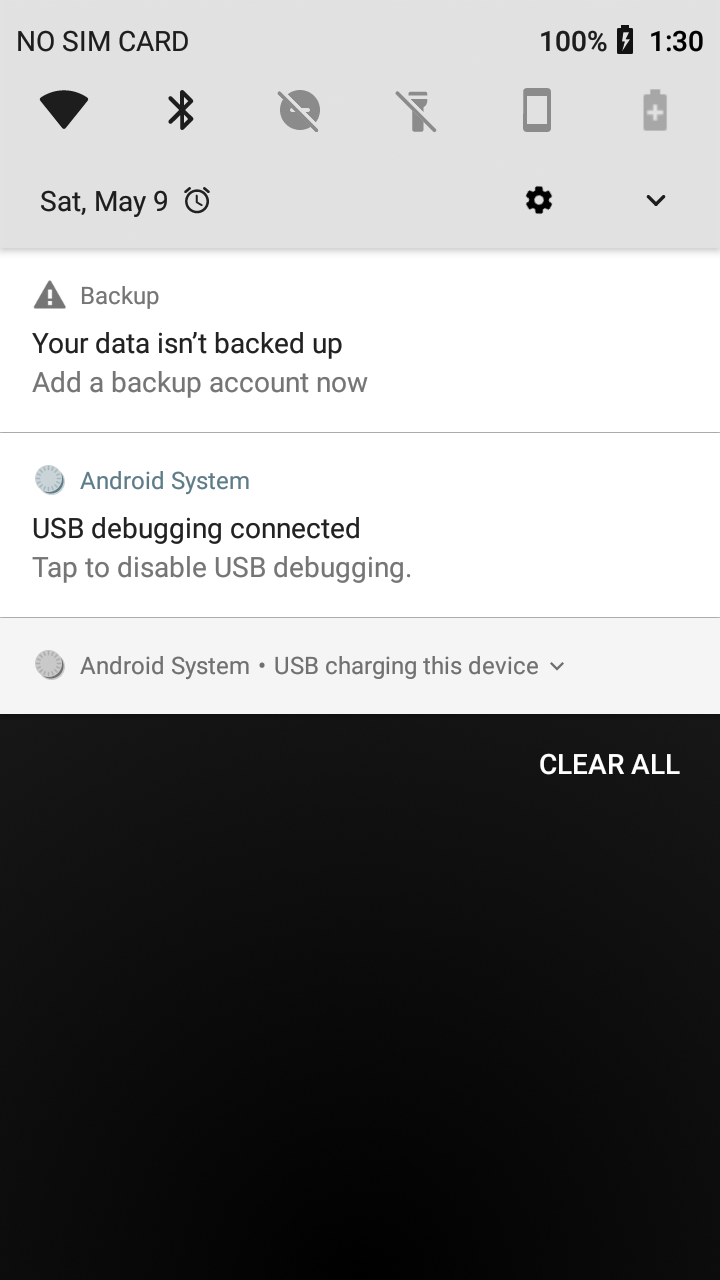 NO SIM CARD 100% 1:30
Sat, May 9
Backup
Your data isn’t backed up
Add a backup account now
Android System
USB debugging connected
Tap to disable USB debugging.
Android System • USB charging this device
CLEAR ALL